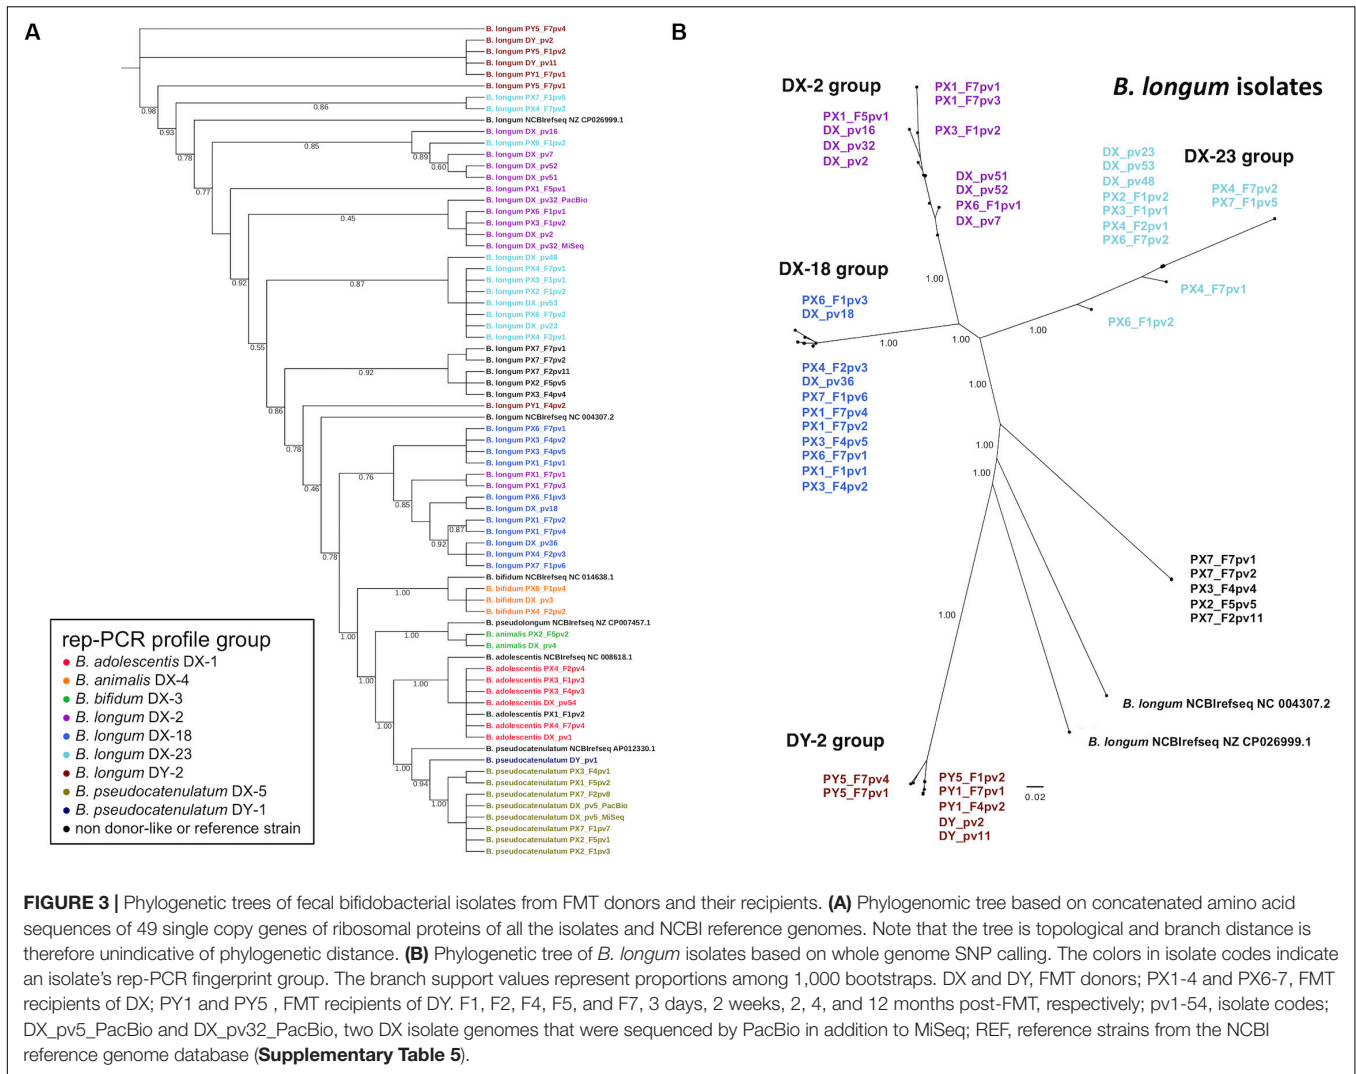 A
B. longum PY5_F7pv4
B. longum DY_pv2
B. longum PY5_F1pv2
B. longum DY_pv11
B. longum PY1_F7pv1
B. longum PY5_F7pv1
B. longum PX7_F1pv5
B. longum PX4_F7pv2
B. longum NCBIrefseq NZ CP026999.1
B. longum DX_pv16
B. longum PX6_F1pv2
B. longum DX_pv7
B. longum DX_pv52
B. longum DX_pv51
B. longum PX1_F5pv1
B. longum DX_pv32_PacBio
B. longum PX6_F1pv1
B. longum PX3_F1pv2
B. longum DX_pv2
B. longum DX_pv32_MiSeq
B. longum DX_pv48
B. longum PX4_F7pv1
B. longum PX3_F1pv1
B. longum PX2_F1pv2
B. longum DX_pv53
B. longum PX6_F7pv2
B. longum DX_pv23
B. longum PX4_F2pv1
B. longum PX7_F7pv1
B. longum PX7_F7pv2
B. longum PX7_F2pv11
B. longum PX2_F5pv5
B. longum PX3_F4pv4
B. longum PY1_F4pv2
B. longum NCBIrefseq NC 004307.2
B. longum PX6_F7pv1
B. longum PX3_F4pv2
B. longum PX3_F4pv5
B. longum PX1_F1pv1
B. longum PX1_F7pv1
B. longum PX1_F7pv3
B. longum PX6_F1pv3
B. longum DX_pv18
B. longum PX1_F7pv2
B. longum PX1_F7pv4
B. longum DX_pv36
B. longum PX4_F2pv3
B. longum PX7_F1pv6
B. bifidum NCBIrefseq NC 014638.1
B. bifidum PX6_F1pv4
B. bifidum DX_pv3
B. bifidum PX4_F2pv2
B. pseudolongum NCBIrefseq NZ CP007457.1
B. animalis PX2_F5pv2
B. animalis DX_pv4
B. adolescentis NCBIrefseq NC 008618.1
B. adolescentis PX4_F2pv4
B. adolescentis PX3_F1pv3
B. adolescentis PX3_F4pv3
B. adolescentis DX_pv54
B. adolescentis PX1_F1pv2
B. adolescentis PX4_F7pv4
B. adolescentis DX_pv1
B. pseudocatenulatum NCBIrefseq AP012330.1
B. pseudocatenulatum DY_pv1
B. pseudocatenulatum PX3_F4pv1
B. pseudocatenulatum PX1_F5pv2
B. pseudocatenulatum PX7_F2pv8
B. pseudocatenulatum DX_pv5_PacBio
B. pseudocatenulatum DX_pv5_MiSeq
B. pseudocatenulatum PX7_F1pv7
B. pseudocatenulatum PX2_F5pv1
B. pseudocatenulatum PX2_F1pv3
0.98
0.86
0.93
0.78
0.85
0.89
0.60
0.77
0.45
0.92
0.87
0.55
0.92
0.86
0.78
0.46
0.76
0.85
0.87
0.92
0.78
1.00
1.00
1.00
1.00
1.00
1.00
1.00
0.94
1.00
rep-PCR profile group
B. adolescentis DX-1
B. animalis DX-4
B. bifidum DX-3
B. longum DX-2
B. longum DX-18
B. longum DX-23
B. longum DY-2
B. pseudocatenulatum DX-5
B. pseudocatenulatum DY-1
non donor-like or reference strain
B
B. longum isolates
DX-2 group
PX1_F7pv1
PX1_F7pv3
PX1_F5pv1
DX_pv16
DX_pv32
DX_pv2
PX3_F1pv2
DX_pv51
DX_pv52
PX6_F1pv1
DX_pv7
DX-23 group
DX_pv23
DX_pv53
DX_pv48
PX2_F1pv2
PX3_F1pv1
PX4_F2pv1
PX6_F7pv2
PX4_F7pv2
PX7_F1pv5
PX4_F7pv1
PX6_F1pv2
DX-18 group
PX6_F1pv3
DX_pv18
PX4_F2pv3
DX_pv36
PX7_F1pv6
PX1_F7pv4
PX1_F7pv2
PX3_F4pv5
PX6_F7pv1
PX1_F1pv1
PX3_F4pv2
1.00
1.00
1.00
1.00
1.00
1.00
1.00
1.00
PX7_F7pv1
PX7_F7pv2
PX3_F4pv4
PX2_F5pv5
PX7_F2pv11
B. longum NCBIrefseq NC 004307.2
B. longum NCBIrefseq NZ CP026999.1
DY-2 group
PY5_F7pv4
PY5_F7pv1
PY5_F1pv2
PY1_F7pv1
PY1_F4pv2
DY_pv2
DY_pv11
0.02
FIGURE 3 | Phylogenetic trees of fecal bifidobacterial isolates from FMT donors and their recipients. (A) Phylogenomic tree based on concatenated amino acid
sequences of 49 single copy genes of ribosomal proteins of all the isolates and NCBI reference genomes. Note that the tree is topological and branch distance is
therefore unindicative of phylogenetic distance. (B) Phylogenetic tree of B. longum isolates based on whole genome SNP calling. The colors in isolate codes indicate
an isolate's rep-PCR fingerprint group. The branch support values represent proportions among 1,000 bootstraps. DX and DY, FMT donors; PX1-4 and PX6-7, FMT
recipients of DX; PY1 and PY5 , FMT recipients of DY. F1, F2, F4, F5, and F7, 3 days, 2 weeks, 2, 4, and 12 months post-FMT, respectively; pv1-54, isolate codes;
DX_pv5_PacBio and DX_pv32_PacBio, two DX isolate genomes that were sequenced by PacBio in addition to MiSeq; REF, reference strains from the NCBI
reference genome database (Supplementary Table 5).